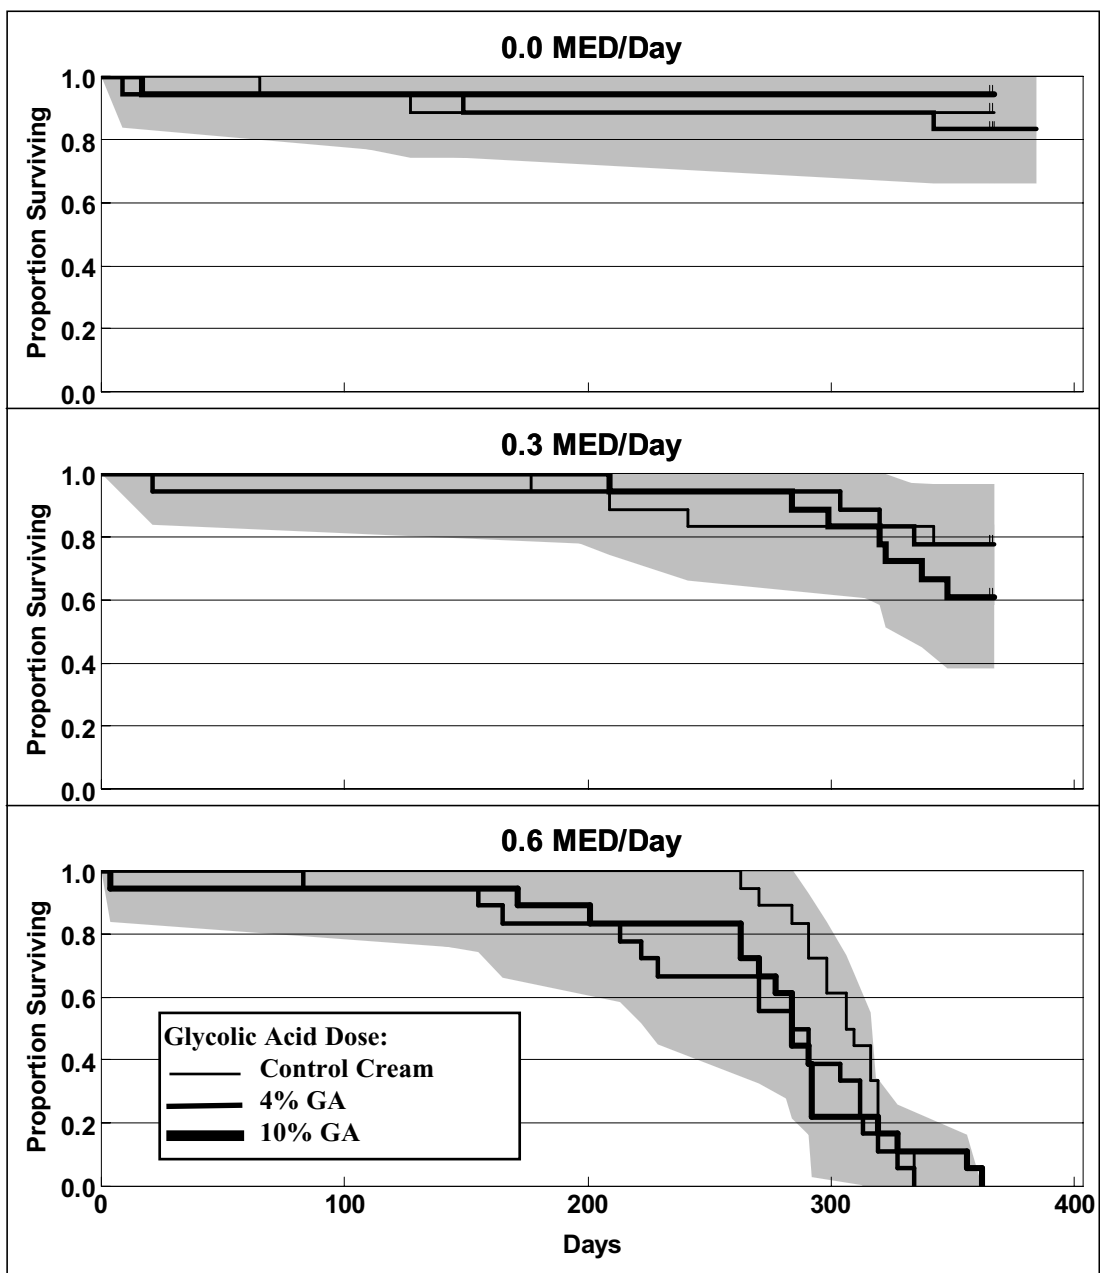 0.0 MED/Day
Proportion Surviving
1.0
0.8
0.6
0.4
0.2
0.0
0.3 MED/Day
Proportion Surviving
1.0
0.8
0.6
0.4
0.2
0.0
0.6 MED/Day
Proportion Surviving
1.0
0.8
0.6
0.4
0.2
0.0
Glycolic Acid Dose:
Control Cream
4% GA
10% GA
0 100 200 300 400
Days